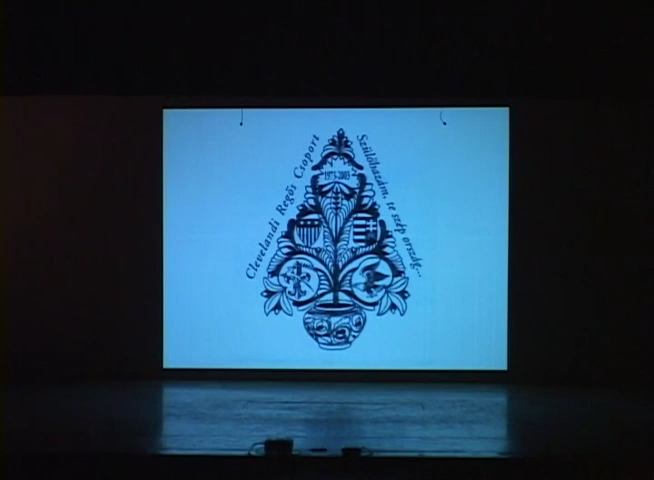 Clevelandi Regős Csoport
Szülőhazám, te szép ország...
1973-2003